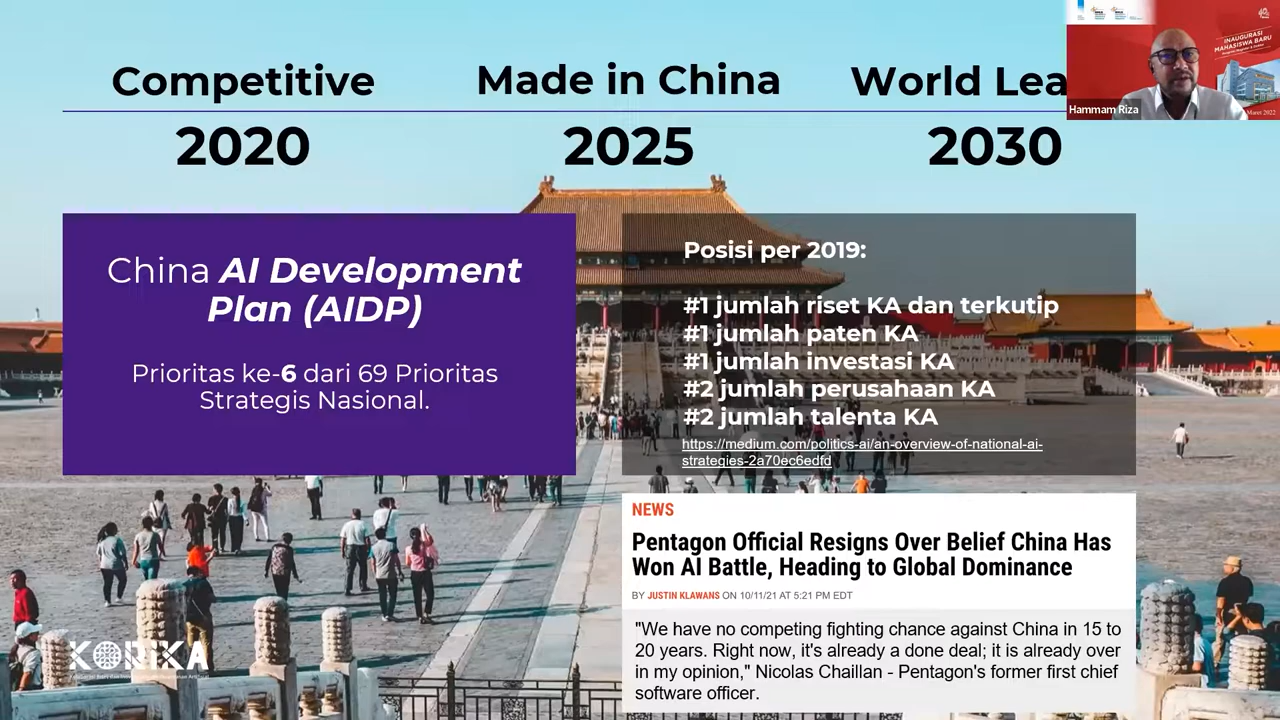 Competitive
Made in China
World Lea
2020
2025
2030
INAUGURASI
MAHASISWA BARU
Maret 2022
Hammam Riza
China AI Development
Plan (AIDP)
Prioritas ke-6 dari 69 Prioritas
Strategis Nasional.
Posisi per 2019:
#1 jumlah riset KA dan terkutip
#1 jumlah paten KA
#1 jumlah investasi KA
#2 jumlah perusahaan KA
#2 jumlah talenta KA
https://medium.com/politics-ai/an-overview-of-national-ai-
strategies-2a70ec6edfd
NEWS
Pentagon Official Resigns Over Belief China Has
Won AI Battle, Heading to Global Dominance
BY JUSTIN KLAWANS ON 10/11/21 AT 5:21 PM EDT
"We have no competing fighting chance against China in 15 to
20 years. Right now, it's already a done deal; it is already over
in my opinion," Nicolas Chaillan - Pentagon's former first chief
software officer.
KORIKA